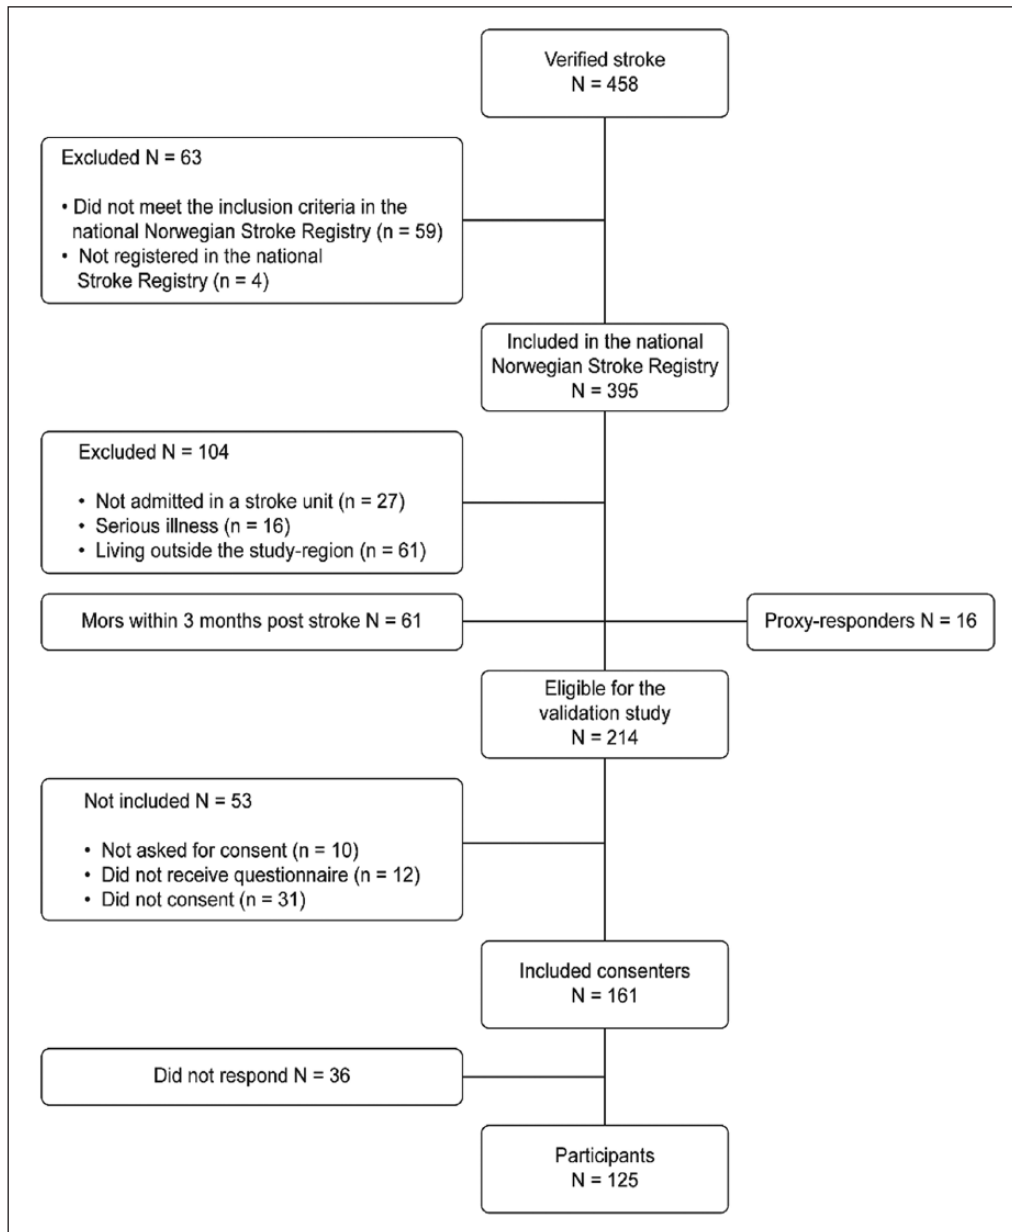 Verified stroke
N = 458
Excluded N = 63
• Did not meet the inclusion criteria in the
national Norwegian Stroke Registry (n = 59)
• Not registered in the national
Stroke Registry (n = 4)
Included in the national
Norwegian Stroke Registry
N = 395
Excluded N = 104
• Not admitted in a stroke unit (n = 27)
• Serious illness (n = 16)
• Living outside the study-region (n = 61)
Mors within 3 months post stroke N = 61
Proxy-responders N = 16
Eligible for the
validation study
N = 214
Not included N = 53
• Not asked for consent (n = 10)
• Did not receive questionnaire (n = 12)
• Did not consent (n = 31)
Included consenters
N = 161
Did not respond N = 36
Participants
N = 125